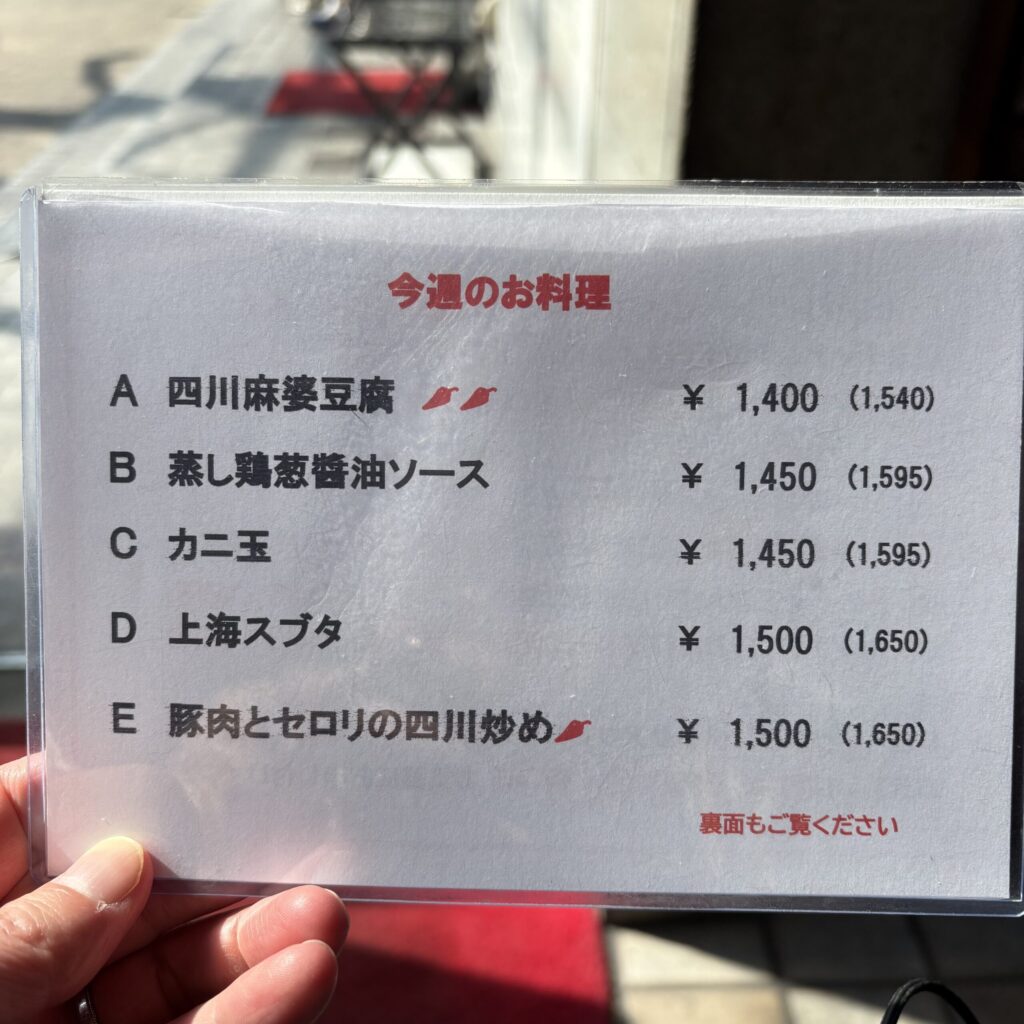 今週のお料理
A 四川麻婆豆腐 ¥ 1,400 (1,540)
B 蒸し鶏葱醬油ソース ¥ 1,450 (1,595)
C カニ玉 ¥ 1,450 (1,595)
D 上海スブタ ¥ 1,500 (1,650)
E 豚肉とセロリの四川炒め ¥ 1,500 (1,650)
裏面もご覧ください